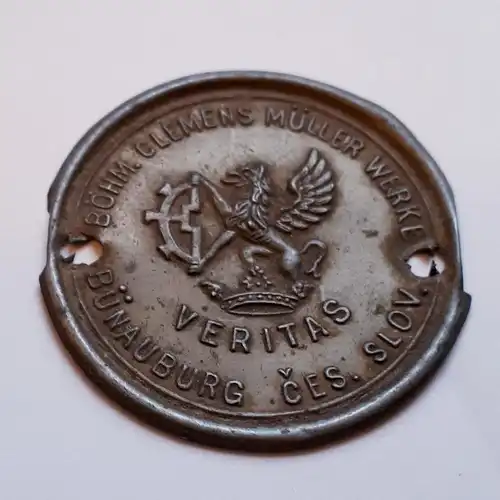 BÖHM. CLEMENS MÜLLER WERKE
VERITAS
BÜNAUBURG ČES. SLOV.